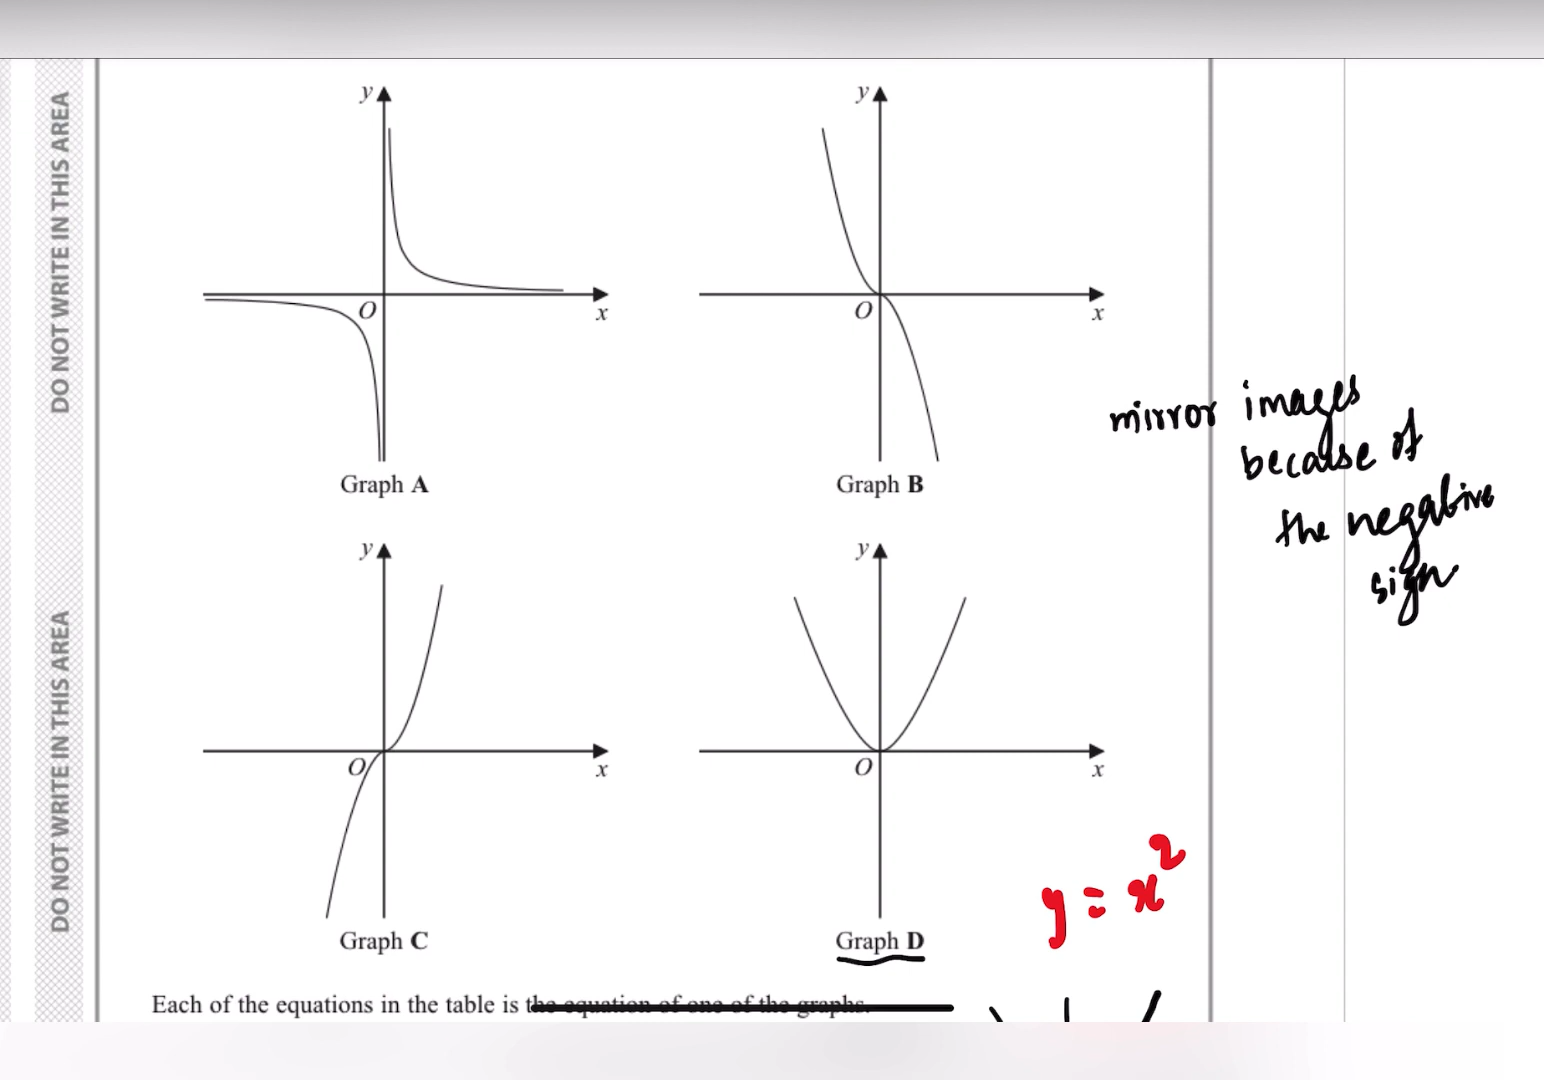 DO NOT WRITE IN THIS AREA
DO NOT WRITE IN THIS AREA
y
x
O
Graph A
y
x
O
Graph B
mirror images
because of
the negative
sign
y
x
O
Graph C
y
x
O
Graph D
y = x²
Each of the equations in the table is the equation of one of the graphs.